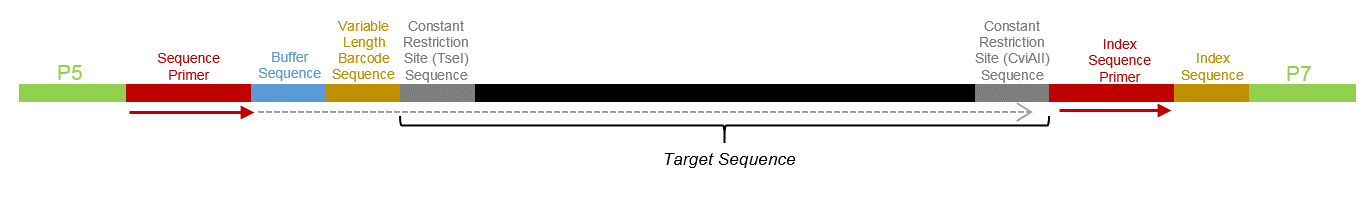 P5
Sequence
Primer
Buffer
Sequence
Variable
Length
Barcode
Sequence
Constant
Restriction
Site (TseI)
Sequence
Constant
Restriction
Site (CviAII)
Sequence
Index
Sequence
Primer
Index
Sequence
P7
Target Sequence